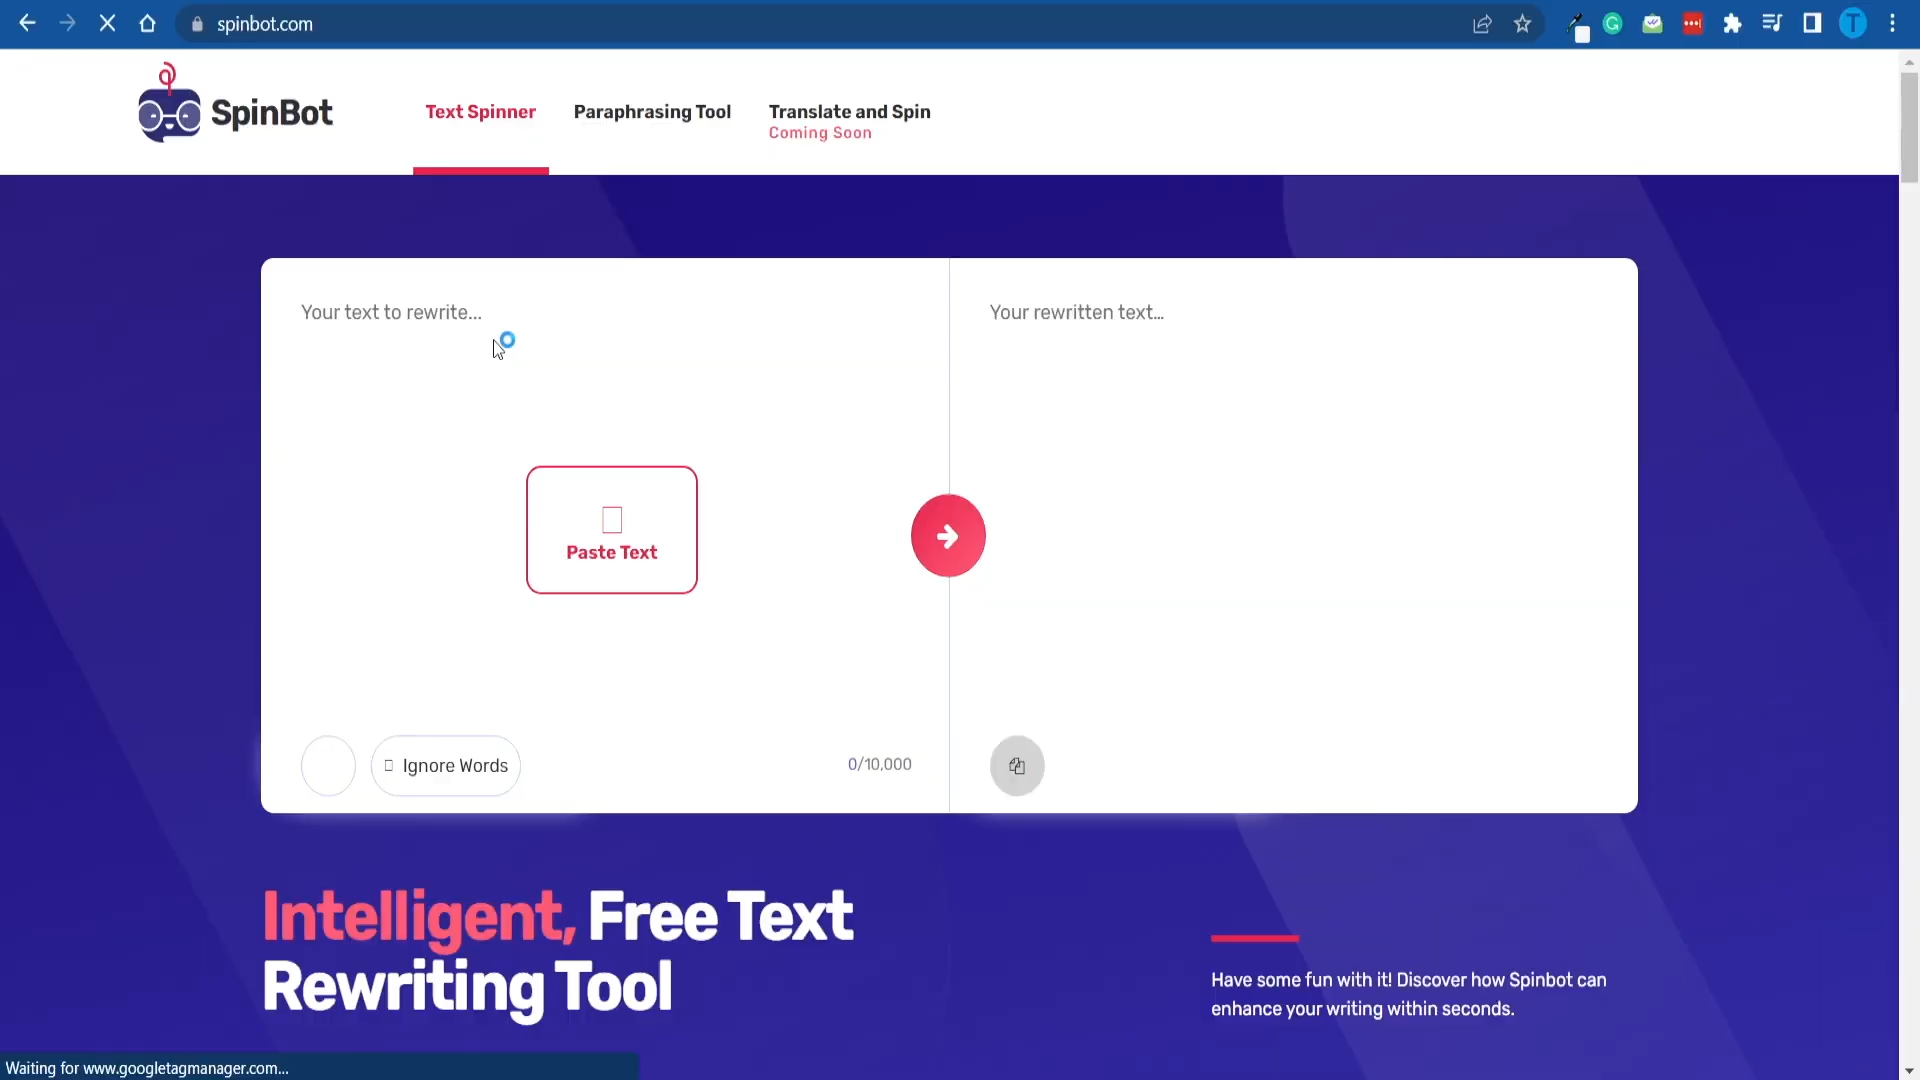 spinbot.com
T
SpinBot
Text Spinner
Paraphrasing Tool
Translate and Spin
Coming Soon
Your text to rewrite...
Your rewritten text...
Paste Text
Ignore Words
0/10,000
Intelligent, Free Text
Rewriting Tool
Have some fun with it! Discover how Spinbot can
enhance your writing within seconds.
Waiting for www.googletagmanager.com...